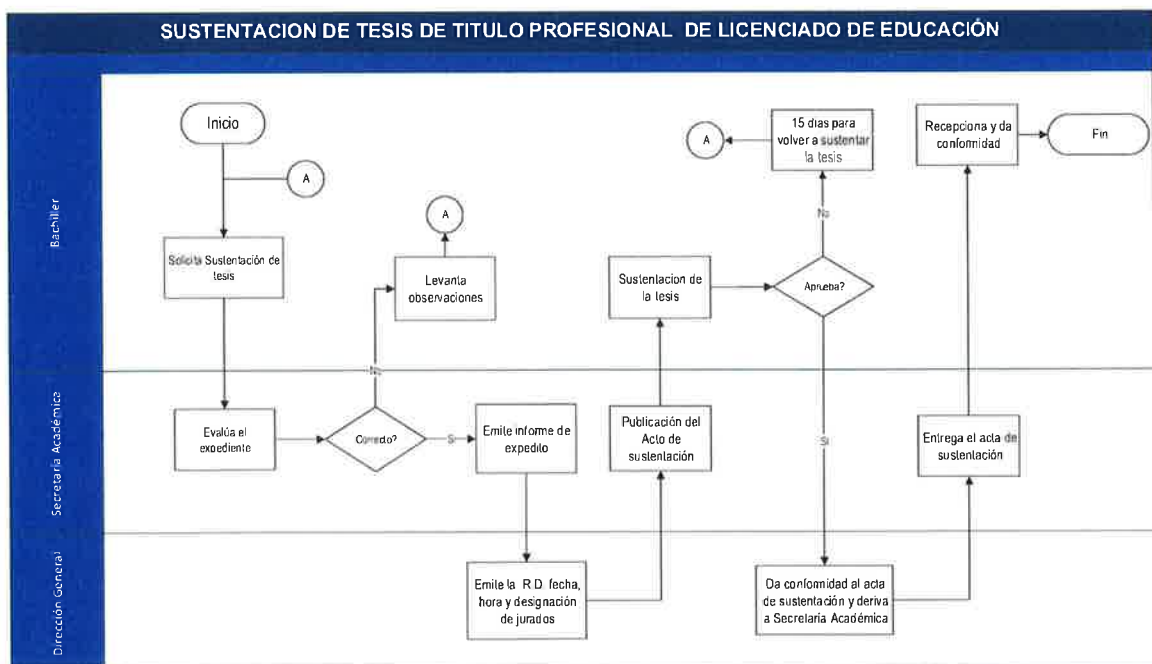 SUSTENTACION DE TESIS DE TITULO PROFESIONAL DE LICENCIADO DE EDUCACIÓN
Bachiller
Inicio
A
Solicita Sustentación de
tesis
A
Levanta
observaciones
No
Sustentacion de
la tesis
Aprueba?
No
15 dias para
volver a sustentar
la tesis
A
Recepciona y da
conformidad
Fin
Secretaría Académica
Evalúa el
expediente
Correcto?
Si
Emite informe de
expedito
Publicación del
Acto de
sustentación
Si
Entrega el acta de
sustentación
Dirección General
Emite la R.D. fecha,
hora y designación
de jurados
Da conformidad al acta
de sustentación y deriva
a Secretaría Académica